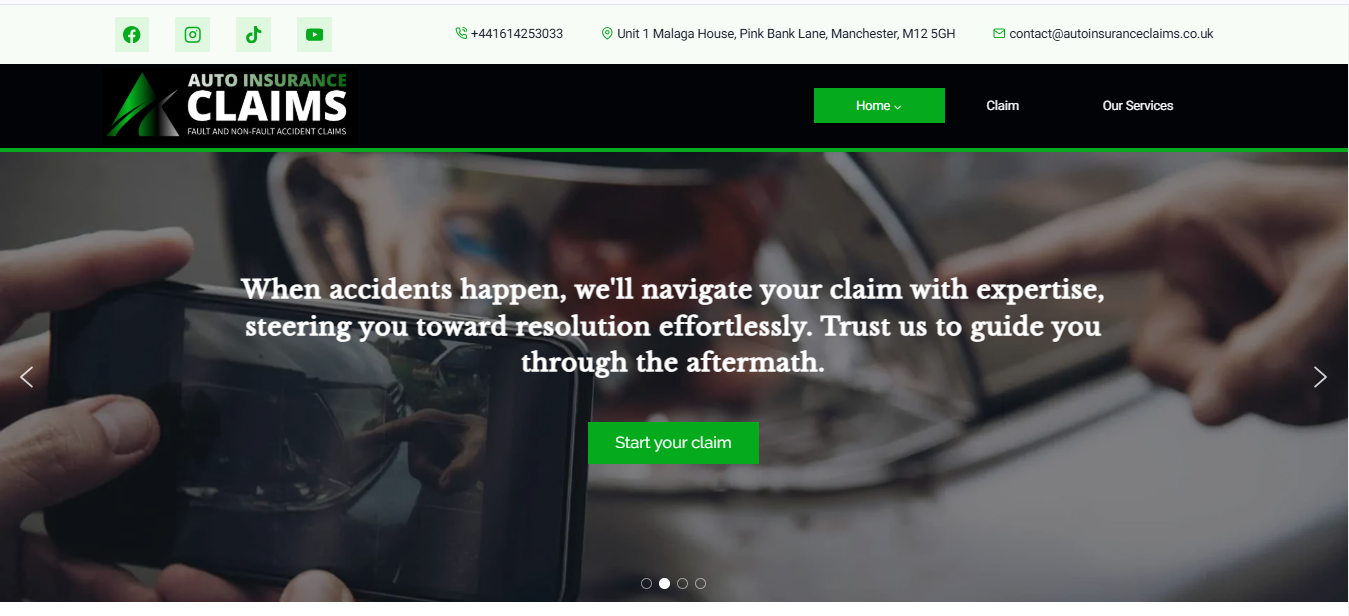 +441614253033
Unit 1 Malaga House, Pink Bank Lane, Manchester, M12 5GH
contact@autoinsuranceclaims.co.uk
AUTO INSURANCE
CLAIMS
FAULT AND NON-FAULT ACCIDENT CLAIMS
Home
Claim
Our Services
When accidents happen, we'll navigate your claim with expertise,
steering you toward resolution effortlessly. Trust us to guide you
through the aftermath.
Start your claim